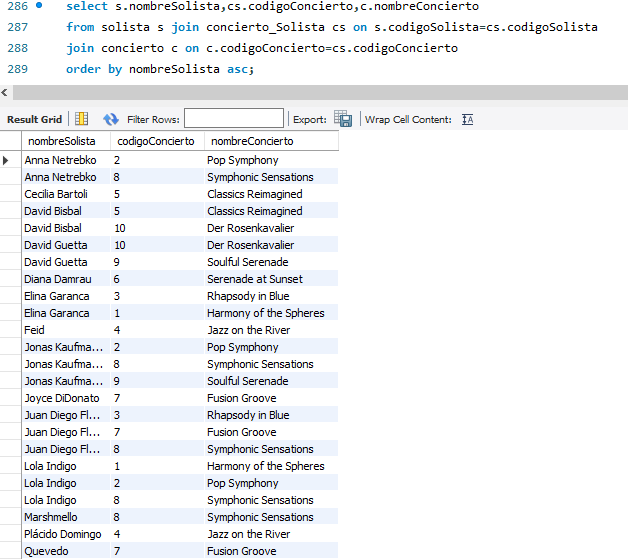 286 select s.nombreSolista,cs.codigoConcierto,c.nombreConcierto
287 from solista s join concierto_Solista cs on s.codigoSolista=cs.codigoSolista
288 join concierto c on c.codigoConcierto=cs.codigoConcierto
289 order by nombreSolista asc;
Result Grid Filter Rows: Export: Wrap Cell Content: IA
nombreSolista codigoConcierto nombreConcierto
Anna Netrebko 2 Pop Symphony
Anna Netrebko 8 Symphonic Sensations
Cecilia Bartoli 5 Classics Reimagined
David Bisbal 5 Classics Reimagined
David Bisbal 10 Der Rosenkavalier
David Guetta 10 Der Rosenkavalier
David Guetta 9 Soulful Serenade
Diana Damrau 6 Serenade at Sunset
Elina Garanca 3 Rhapsody in Blue
Elina Garanca 1 Harmony of the Spheres
Feid 4 Jazz on the River
Jonas Kaufma... 2 Pop Symphony
Jonas Kaufma... 8 Symphonic Sensations
Jonas Kaufma... 9 Soulful Serenade
Joyce DiDonato 7 Fusion Groove
Juan Diego Fl... 3 Rhapsody in Blue
Juan Diego Fl... 7 Fusion Groove
Juan Diego Fl... 8 Symphonic Sensations
Lola Indigo 1 Harmony of the Spheres
Lola Indigo 2 Pop Symphony
Lola Indigo 8 Symphonic Sensations
Marshmello 8 Symphonic Sensations
Plácido Domingo 4 Jazz on the River
Quevedo 7 Fusion Groove